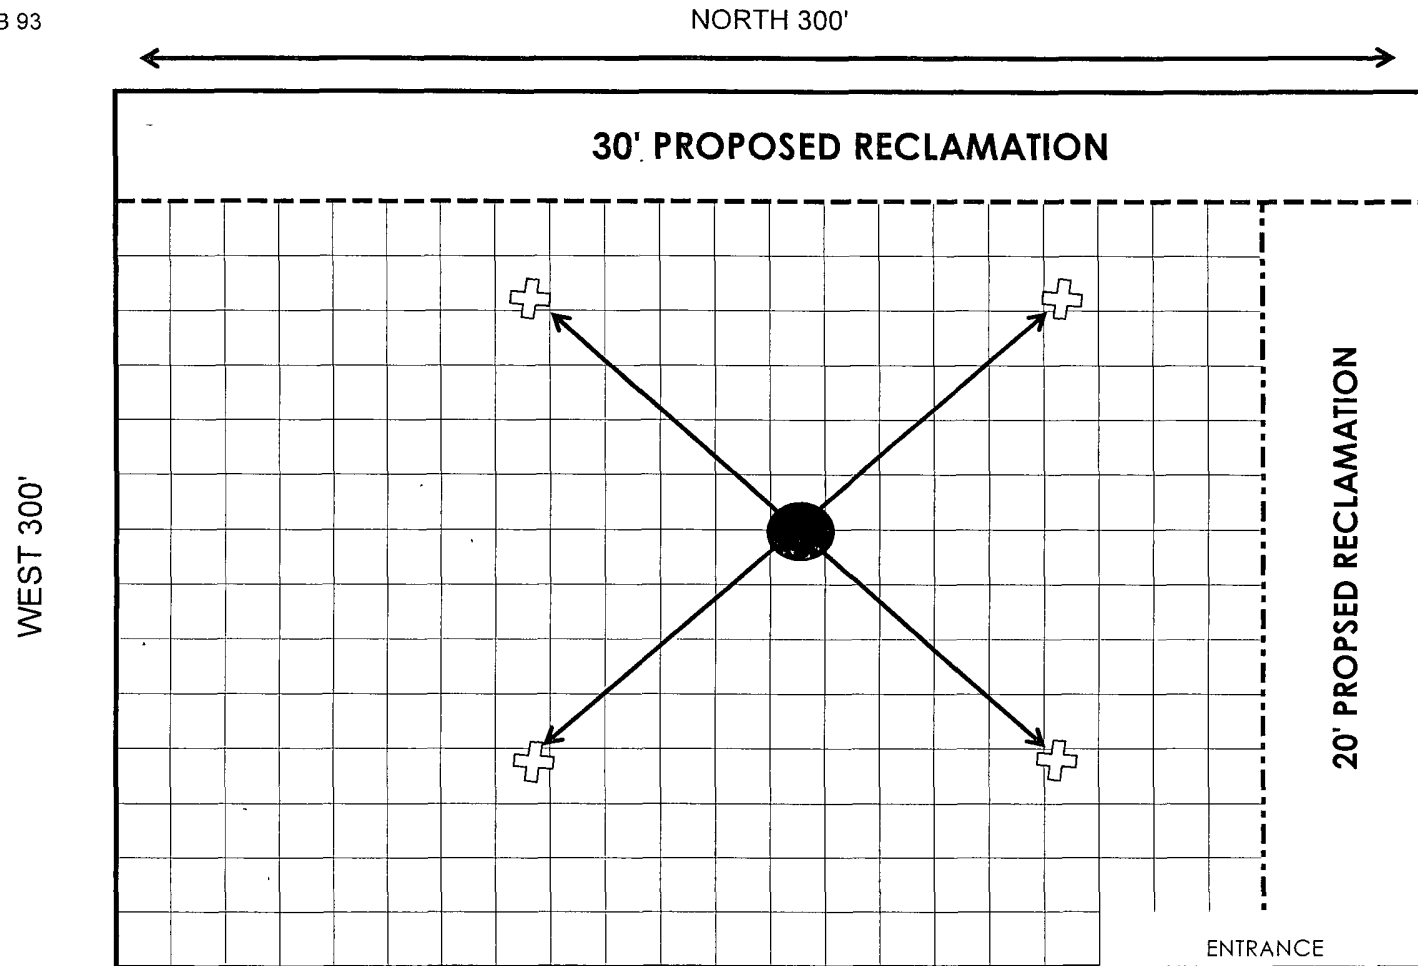 B 93
NORTH 300'
30' PROPOSED RECLAMATION
WEST 300'
20' PROPSED RECLAMATION
ENTRANCE